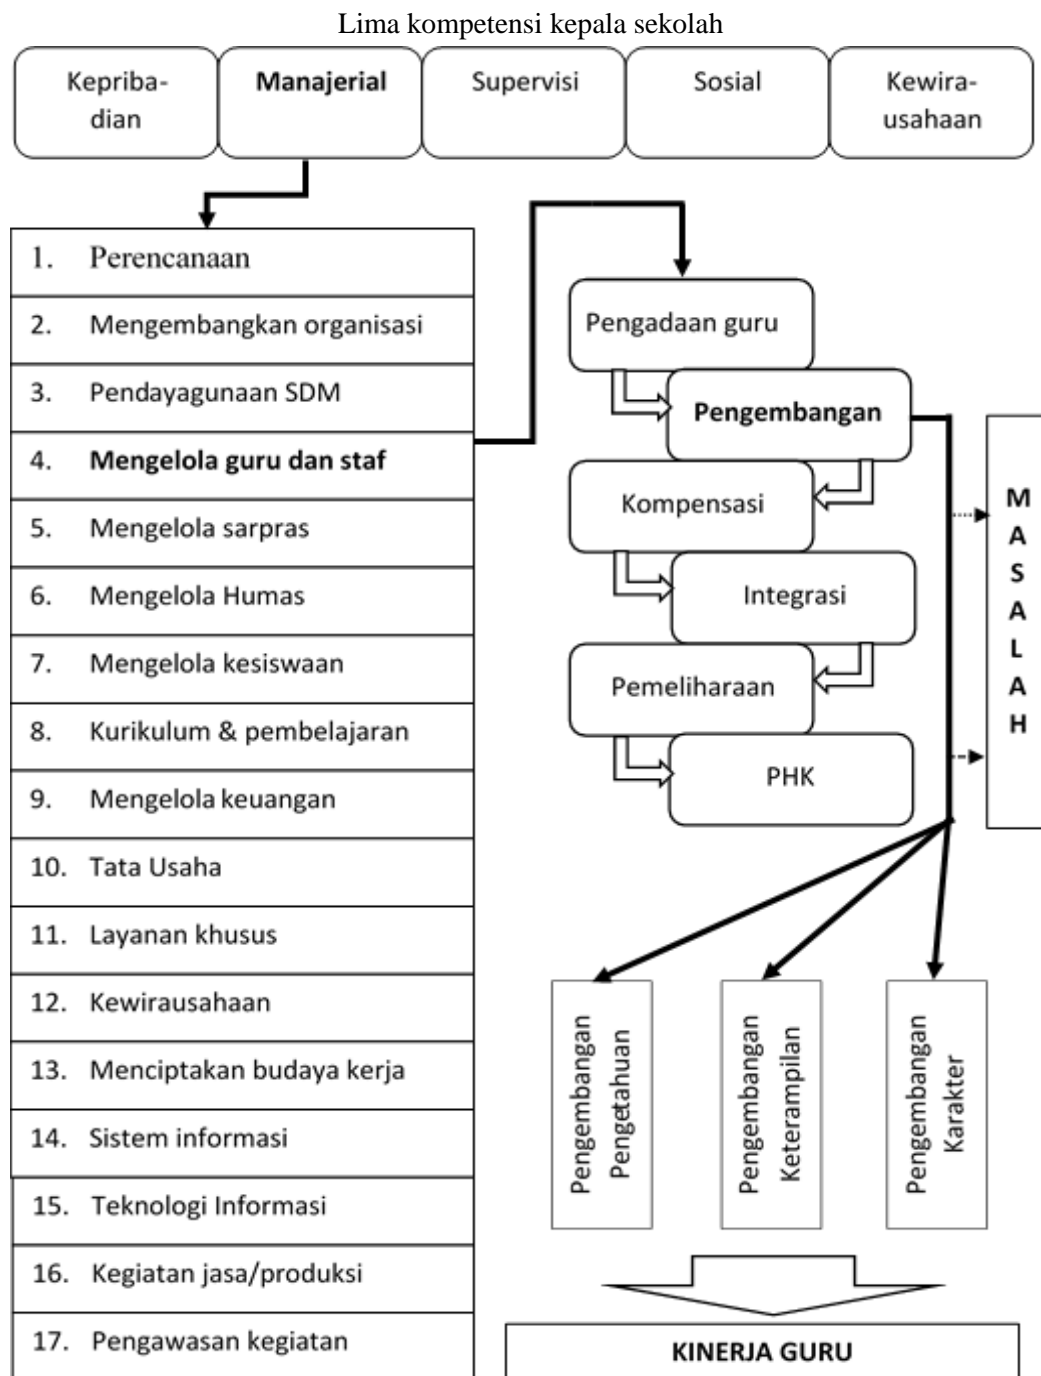 Lima kompetensi kepala sekolah
Kepriba-
dian
Manajerial
Supervisi
Sosial
Kewira-
usahaan
1. Perencanaan
2. Mengembangkan organisasi
3. Pendayagunaan SDM
4. Mengelola guru dan staf
5. Mengelola sarpras
6. Mengelola Humas
7. Mengelola kesiswaan
8. Kurikulum & pembelajaran
9. Mengelola keuangan
10. Tata Usaha
11. Layanan khusus
12. Kewirausahaan
13. Menciptakan budaya kerja
14. Sistem informasi
15. Teknologi Informasi
16. Kegiatan jasa/produksi
17. Pengawasan kegiatan
Pengadaan guru
Pengembangan
Kompensasi
Integrasi
Pemeliharaan
PHK
MASALAH
Pengembangan
Pengetahuan
Pengembangan
Keterampilan
Pengembangan
Karakter
KINERJA GURU